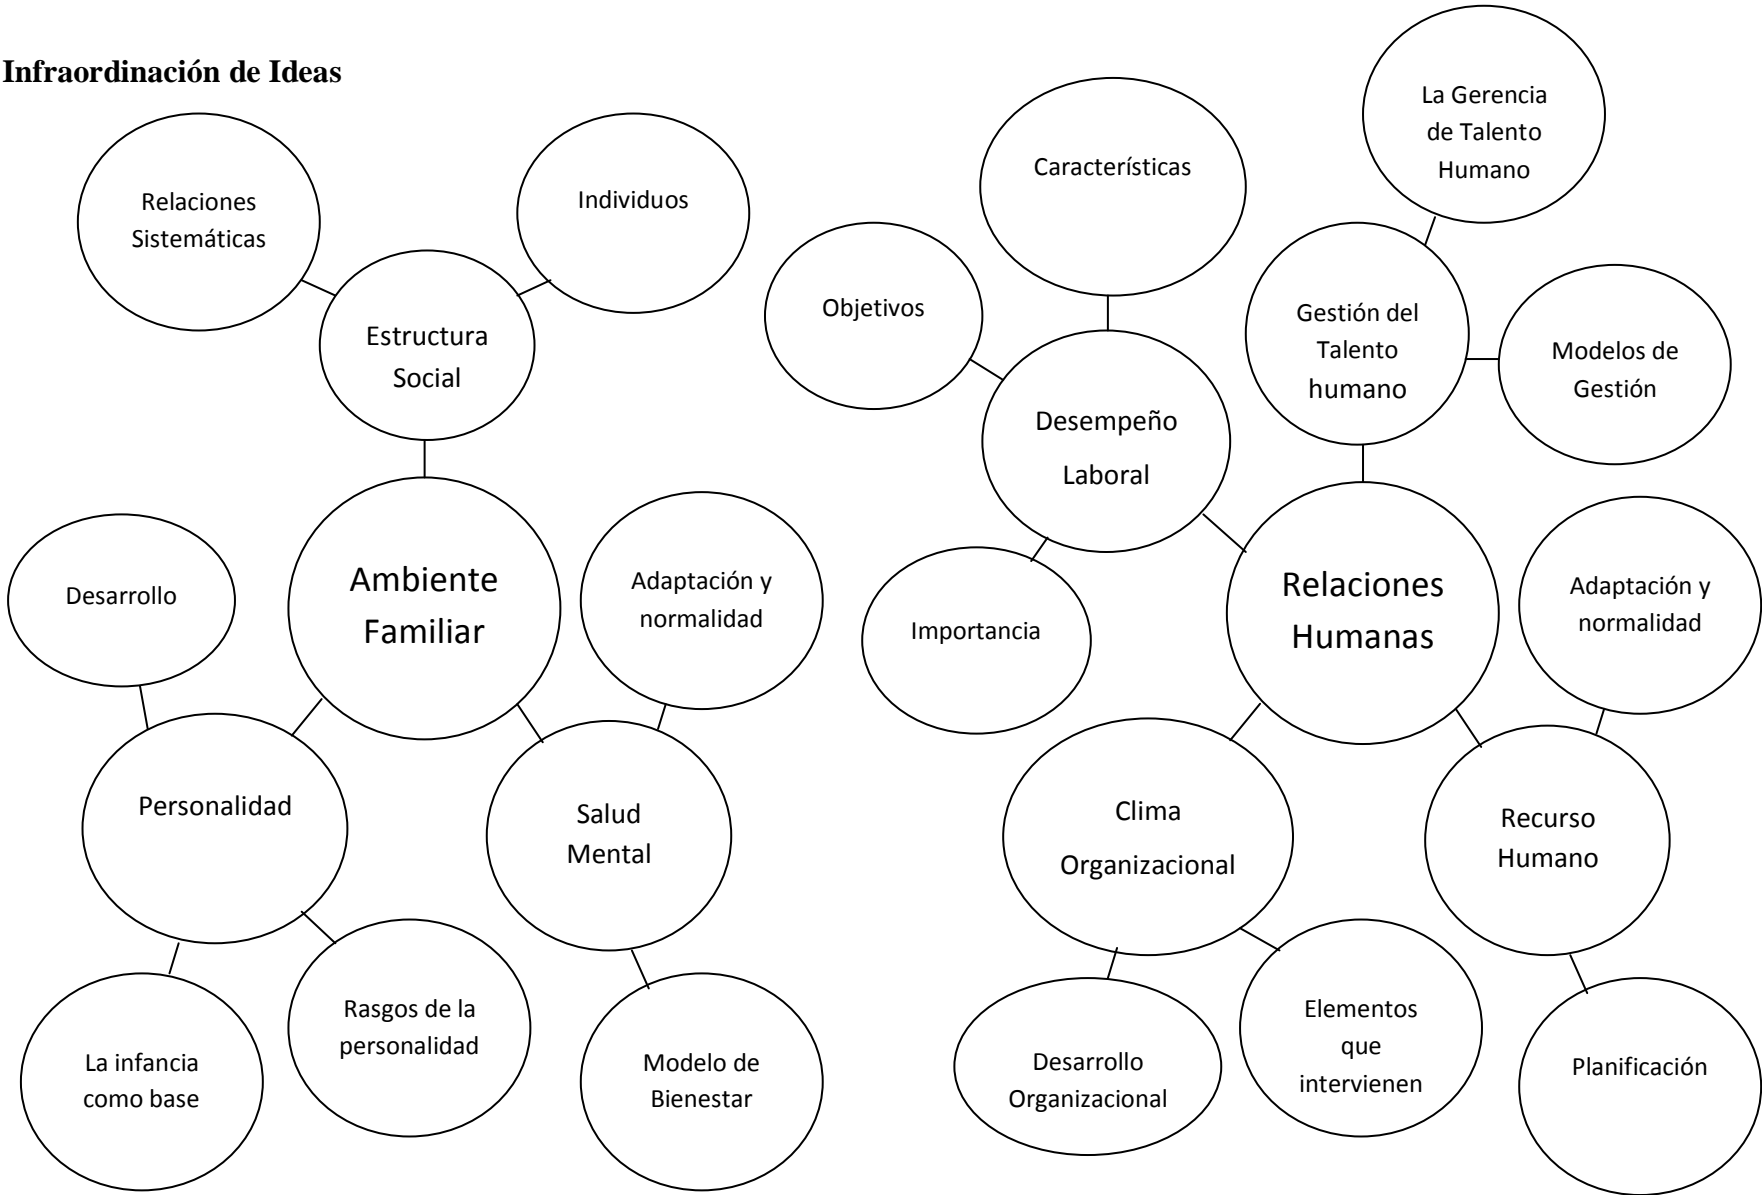 Infraordinación de Ideas
Relaciones
Sistemáticas
Individuos
Estructura
Social
Ambiente
Familiar
Desarrollo
Personalidad
La infancia
como base
Rasgos de la
personalidad
Adaptación y
normalidad
Salud
Mental
Modelo de
Bienestar
La Gerencia
de Talento
Humano
Características
Objetivos
Gestión del
Talento
humano
Modelos de
Gestión
Desempeño
Laboral
Importancia
Relaciones
Humanas
Adaptación y
normalidad
Clima
Organizacional
Recurso
Humano
Desarrollo
Organizacional
Elementos
que
intervienen
Planificación